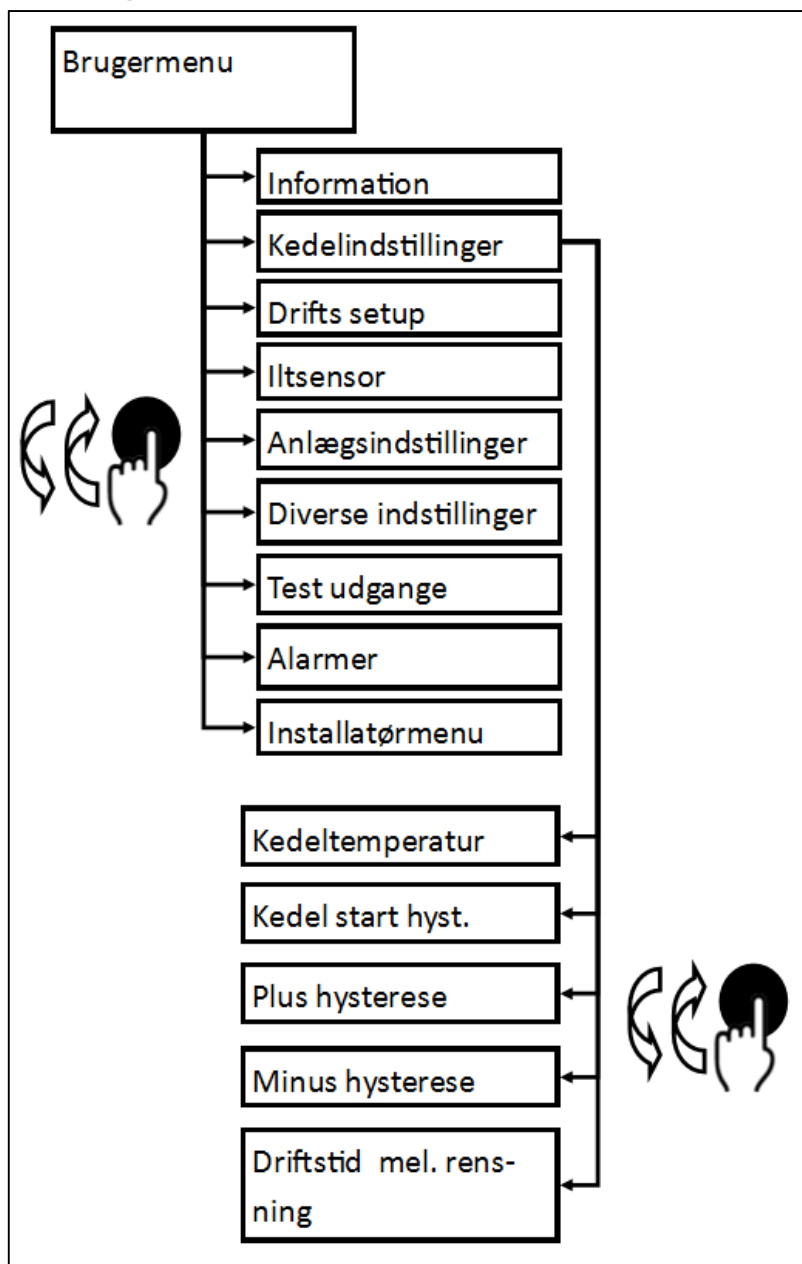 Brugermenu
Information
Kedelindstillinger
Drifts setup
Iltsensor
Anlægsindstillinger
Diverse indstillinger
Test udgange
Alarmer
Installatørmenu
Kedeltemperatur
Kedel start hyst.
Plus hysterese
Minus hysterese
Driftstid mel. rens-
ning